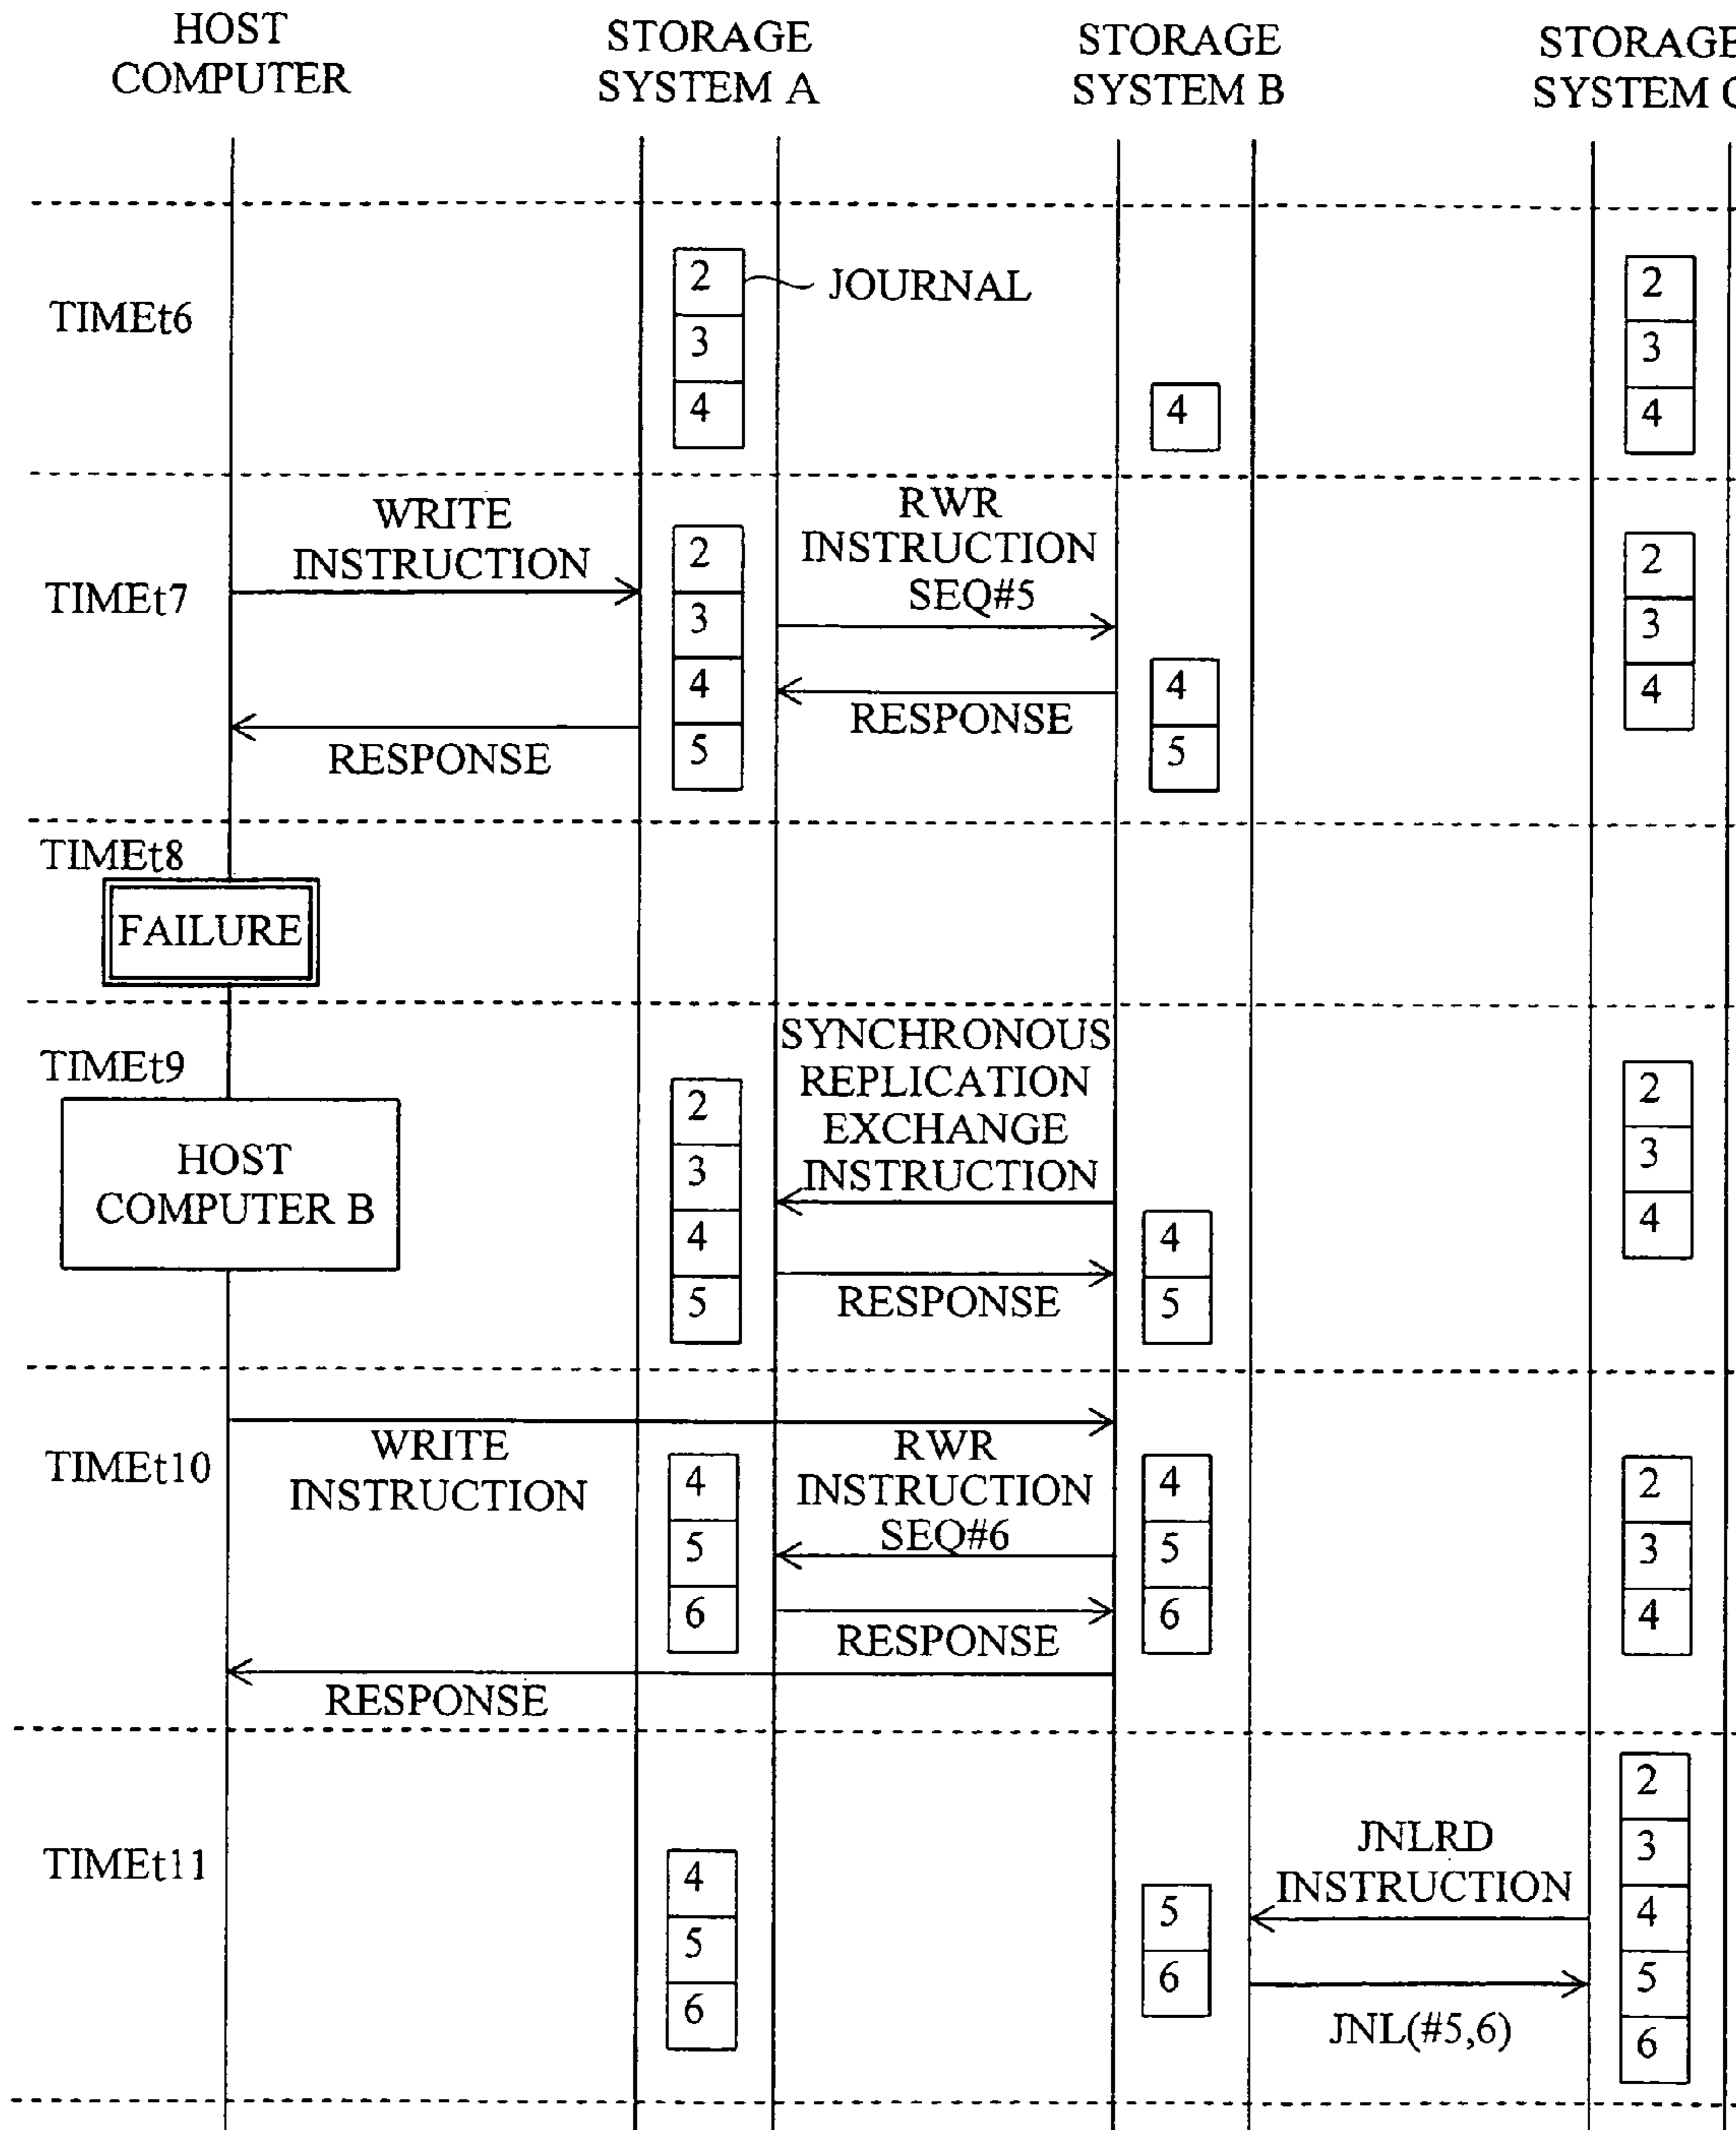 HOST
COMPUTER
STORAGE
SYSTEM A
STORAGE
SYSTEM B
STORAGE
SYSTEM C
TIMEt6
2
3
4
JOURNAL
4
2
3
4
TIMEt7
WRITE
INSTRUCTION
RESPONSE
2
3
4
5
RWR
INSTRUCTION
SEQ#5
RESPONSE
4
5
2
3
4
TIMEt8
FAILURE
TIMEt9
HOST
COMPUTER B
2
3
4
5
SYNCHRONOUS
REPLICATION
EXCHANGE
INSTRUCTION
RESPONSE
4
5
2
3
4
TIMEt10
WRITE
INSTRUCTION
RESPONSE
4
5
6
RWR
INSTRUCTION
SEQ#6
RESPONSE
4
5
6
2
3
4
TIMEt11
4
5
6
5
6
JNLRD
INSTRUCTION
JNL(#5,6)
2
3
4
5
6